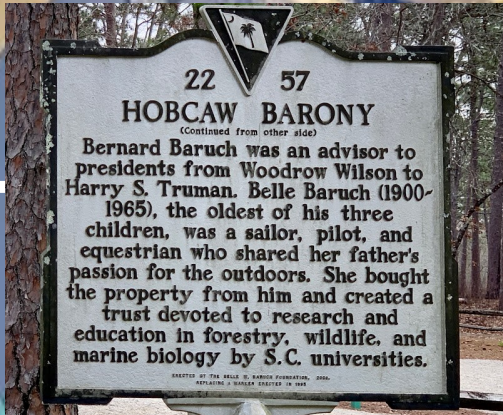 22 57
HOBCAW BARONY
(Continued from other side)
Bernard Baruch was an advisor to
presidents from Woodrow Wilson to
Harry S. Truman. Belle Baruch (1900-
1965), the oldest of his three
children, was a sailor, pilot, and
equestrian who shared her father's
passion for the outdoors. She bought
the property from him and created a
trust devoted to research and
education in forestry, wildlife, and
marine biology by S.C. universities.
ERECTED BY THE BELLE W. BARUCH FOUNDATION,
REPLACING A MARKER ERECTED IN